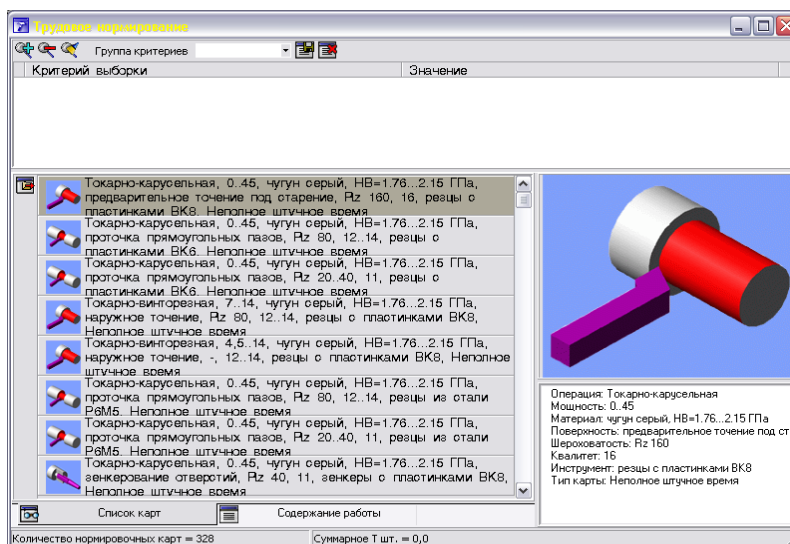 Трудовое нормирование
Группа критериев
Критерий выборки Значение
Токарно-карусельная, 0..45, чугун серый, НВ=1.76...2.15 ГПа,
предварительное точение под старение, Rz 160, 16, резцы с
пластинками ВК8, Неполное штучное время
Токарно-карусельная, 0..45, чугун серый, НВ=1.76...2.15 ГПа,
проточка прямоугольных пазов, Rz 80, 12..14, резцы с
пластинками ВК6, Неполное штучное время
Токарно-карусельная, 0..45, чугун серый, НВ=1.76...2.15 ГПа,
проточка прямоугольных пазов, Rz 20..40, 11, резцы с
пластинками ВК6, Неполное штучное время
Токарно-винторезная, 7..14, чугун серый, НВ=1.76...2.15 ГПа,
наружное точение, Rz 80, 12..14, резцы с пластинками ВК8,
Неполное штучное время
Токарно-винторезная, 4,5..14, чугун серый, НВ=1.76...2.15 ГПа,
наружное точение, -, 12..14, резцы с пластинками ВК8, Неполное
штучное время
Токарно-карусельная, 0..45, чугун серый, НВ=1.76...2.15 ГПа,
проточка прямоугольных пазов, Rz 80, 12..14, резцы из стали
Р6М5, Неполное штучное время
Токарно-карусельная, 0..45, чугун серый, НВ=1.76...2.15 ГПа,
проточка прямоугольных пазов, Rz 20..40, 11, резцы из стали
Р6М5, Неполное штучное время
Токарно-карусельная, 0..45, чугун серый, НВ=1.76...2.15 ГПа,
зенкерование отверстий, Rz 40, 11, зенкеры с пластинками ВК8,
Неполное штучное время
Операция: Токарно-карусельная
Мощность: 0..45
Материал: чугун серый, НВ=1.76...2.15 ГПа
Поверхность: предварительное точение под ст
Шероховатость: Rz 160
Квалитет: 16
Инструмент: резцы с пластинками ВК8
Тип карты: Неполное штучное время
Список карт Содержание работы
Количество нормировочных карт = 328 Суммарное Т шт. = 0,0